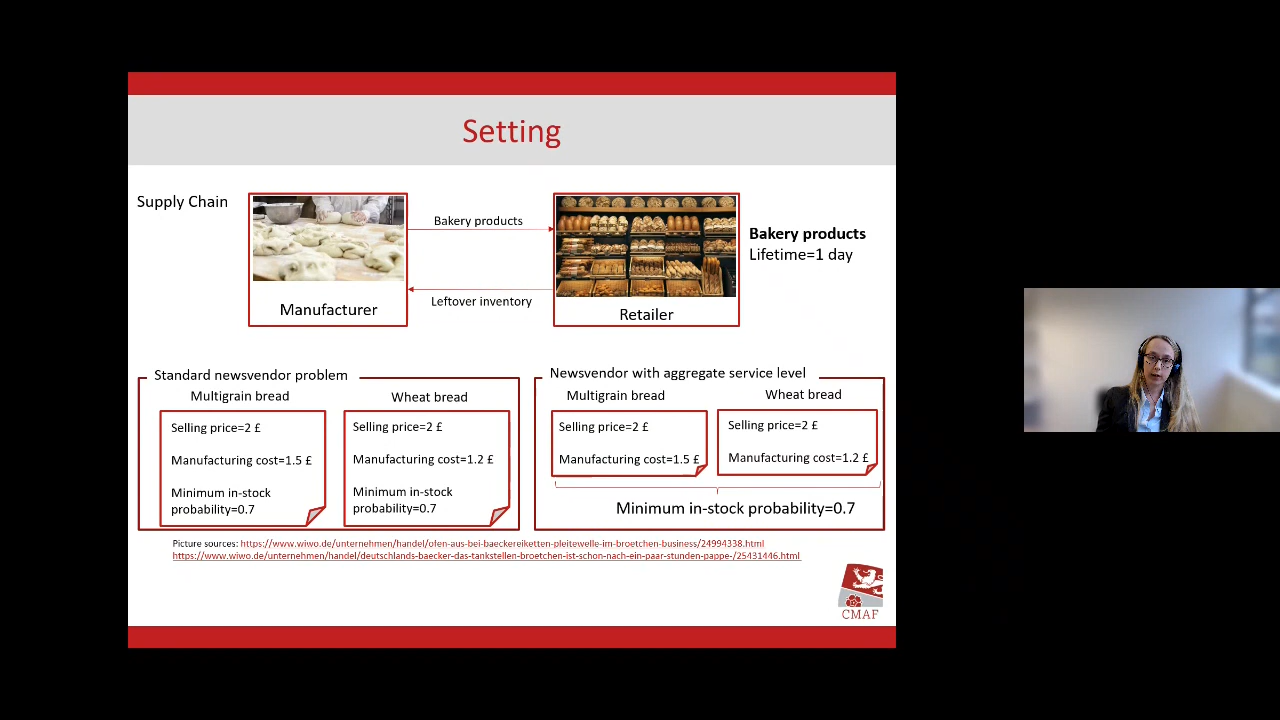 Setting
Supply Chain
Bakery products
Leftover inventory
Manufacturer
Retailer
Bakery products
Lifetime=1 day
Standard newsvendor problem
Multigrain bread
Selling price=2 £
Manufacturing cost=1.5 £
Minimum in-stock
probability=0.7
Wheat bread
Selling price=2 £
Manufacturing cost=1.2 £
Minimum in-stock
probability=0.7
Newsvendor with aggregate service level
Multigrain bread
Selling price=2 £
Manufacturing cost=1.5 £
Wheat bread
Selling price=2 £
Manufacturing cost=1.2 £
Minimum in-stock probability=0.7
Picture sources: https://www.wiwo.de/unternehmen/handel/ofen-aus-bei-baeckereiketten-pleitewelle-im-broetchen-business/24994338.html
https://www.wiwo.de/unternehmen/handel/deutschlands-baecker-das-tankstellen-broetchen-ist-schon-nach-ein-paar-stunden-pappe-/25431446.html
CMAF